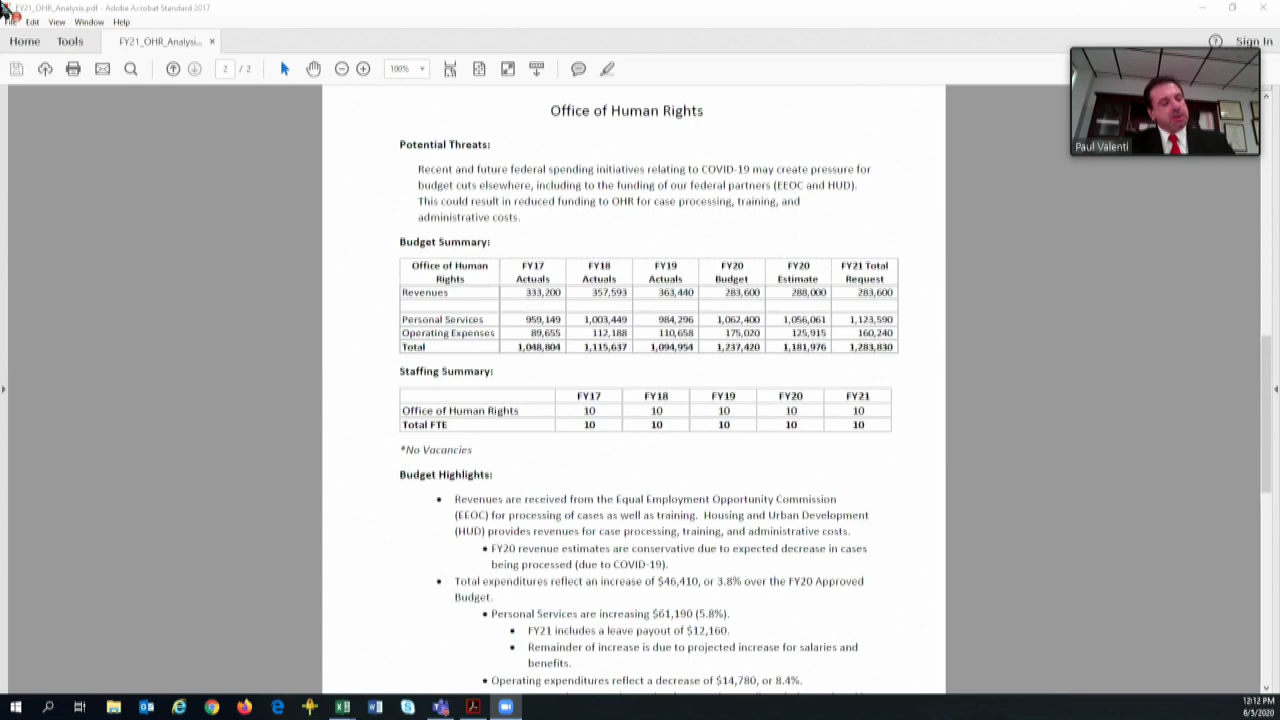 FY21_OHR_Analysis.pdf - Adobe Acrobat Standard 2017
File Edit View Window Help
Home Tools FY21_OHR_Analysi... × Sign In
2 / 2 100%
Paul Valenti
Office of Human Rights
Potential Threats:
Recent and future federal spending initiatives relating to COVID-19 may create pressure for
budget cuts elsewhere, including to the funding of our federal partners (EEOC and HUD).
This could result in reduced funding to OHR for case processing, training, and
administrative costs.
Budget Summary:
Office of Human Rights FY17 Actuals FY18 Actuals FY19 Actuals FY20 Budget FY20 Estimate FY21 Total Request
Revenues 333,200 357,593 363,440 283,600 288,000 283,600
Personal Services 959,149 1,003,449 984,296 1,062,400 1,056,061 1,123,590
Operating Expenses 89,655 112,188 110,658 175,020 125,915 160,240
Total 1,048,804 1,115,637 1,094,954 1,237,420 1,181,976 1,283,830
Staffing Summary:
FY17 FY18 FY19 FY20 FY21
Office of Human Rights 10 10 10 10 10
Total FTE 10 10 10 10 10
*No Vacancies
Budget Highlights:
• Revenues are received from the Equal Employment Opportunity Commission
(EEOC) for processing of cases as well as training. Housing and Urban Development
(HUD) provides revenues for case processing, training, and administrative costs.
• FY20 revenue estimates are conservative due to expected decrease in cases
being processed (due to COVID-19).
• Total expenditures reflect an increase of $46,410, or 3.8% over the FY20 Approved
Budget.
• Personal Services are increasing $61,190 (5.8%).
• FY21 includes a leave payout of $12,160.
• Remainder of increase is due to projected increase for salaries and
benefits.
• Operating expenditures reflect a decrease of $14,780, or 8.4%.
12:12 PM
6/5/2020